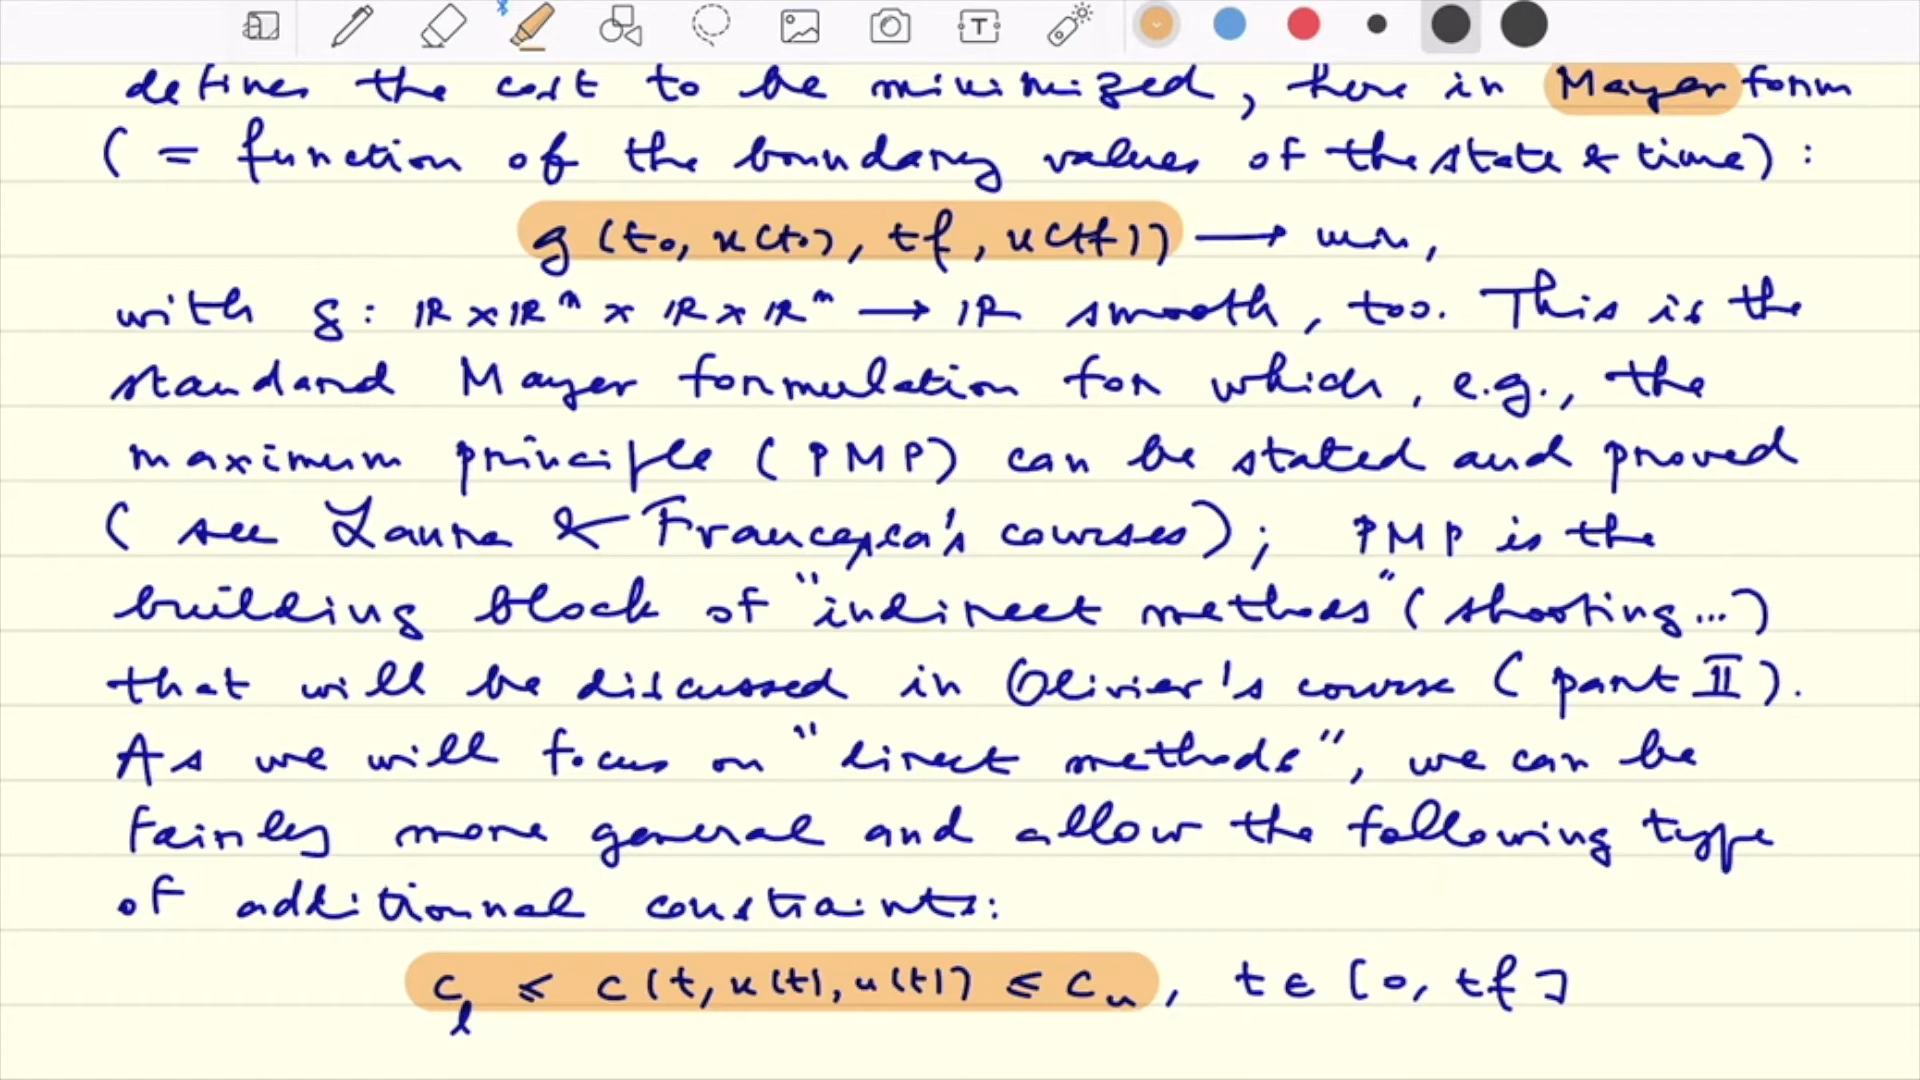 defines the cost to be minimized, here in Mayer form
( = function of the boundary values of the state & time) :
g (t₀, x(t₀), tf, x(tf)) → min,
with g : ℝ × ℝⁿ × ℝ × ℝⁿ → ℝ smooth, too. This is the
standard Mayer formulation for which, e.g., the
maximum principle (PMP) can be stated and proved
( see Laura & Francesca's courses) ; PMP is the
building block of "indirect methods" ( shooting...)
that will be discussed in Olivier's course ( part II ).
As we will focus on "direct methods", we can be
fairly more general and allow the following type
of additionnal constraints:
c_l ≤ c(t, x(t), u(t)) ≤ c_u , t ∈ [0, tf]
T